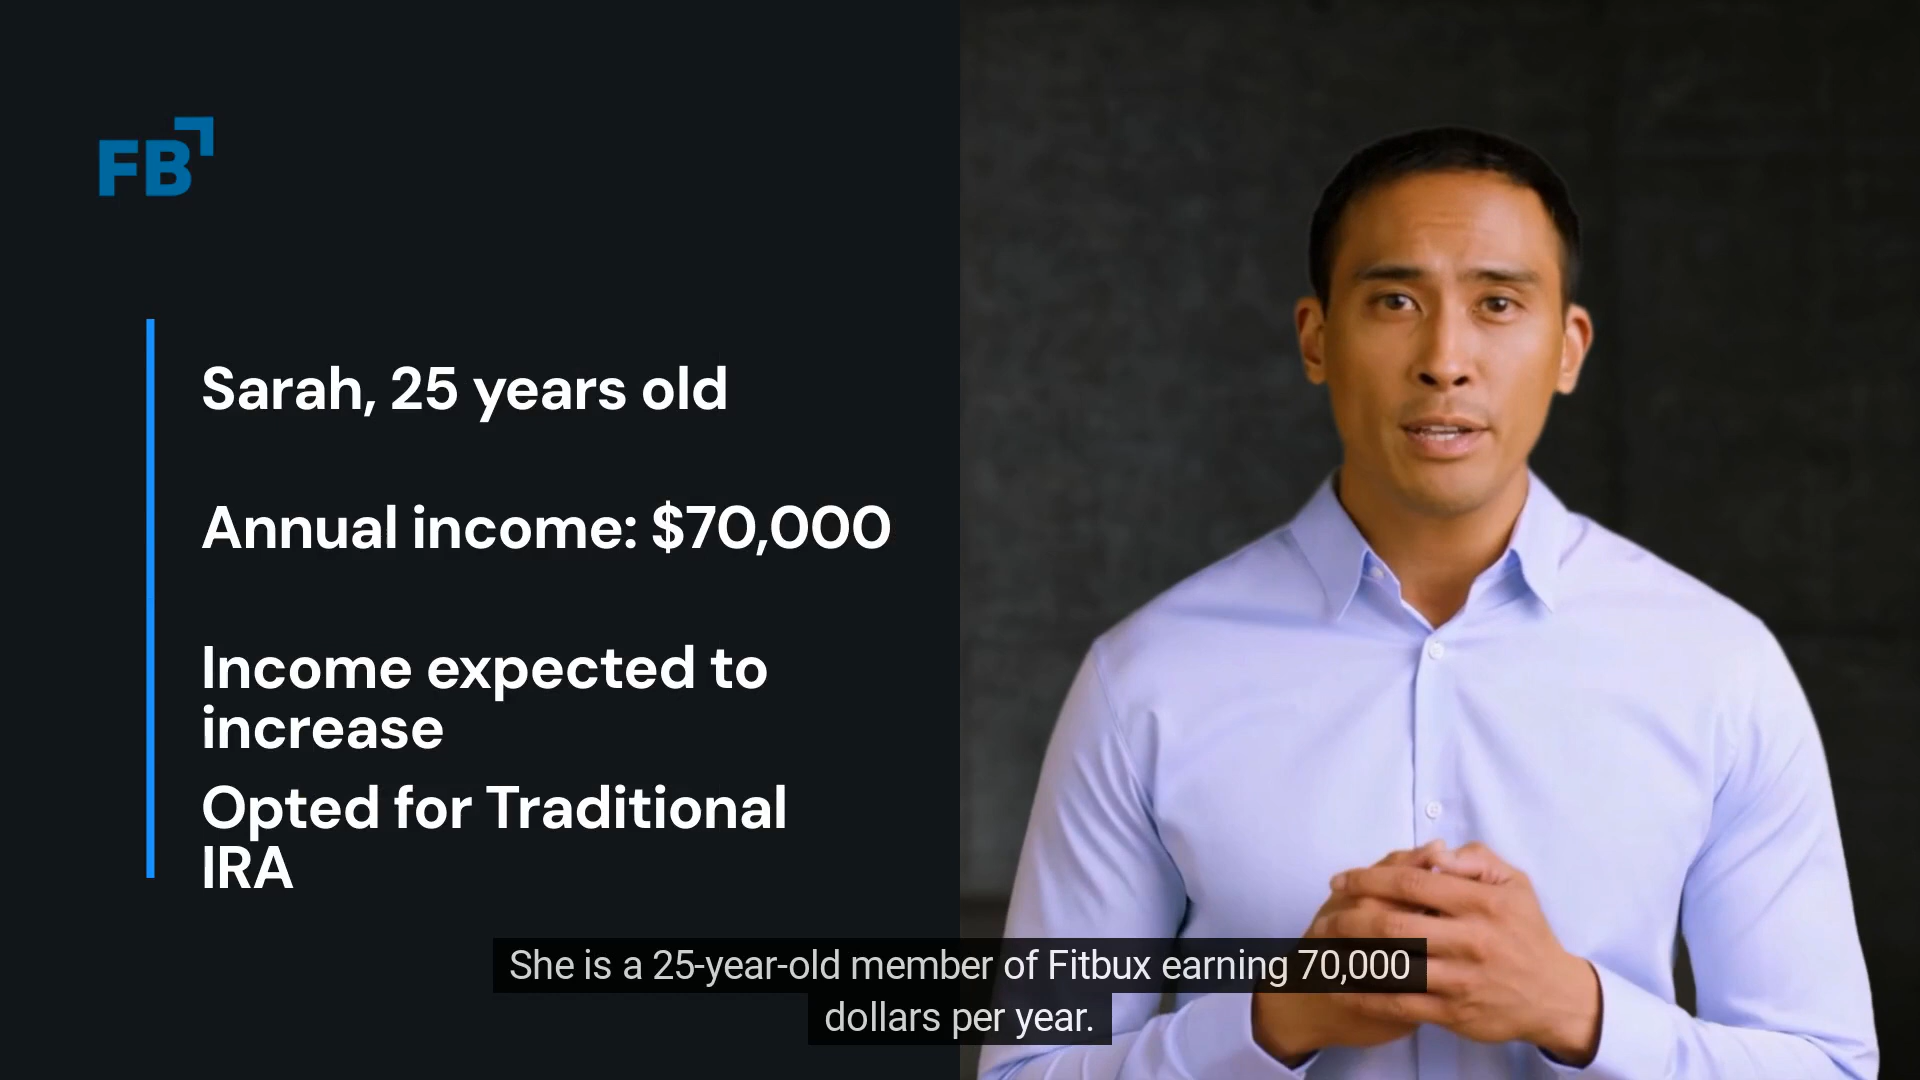 FB
Sarah, 25 years old
Annual income: $70,000
Income expected to
increase
Opted for Traditional
IRA
She is a 25-year-old member of Fitbux earning 70,000
dollars per year.